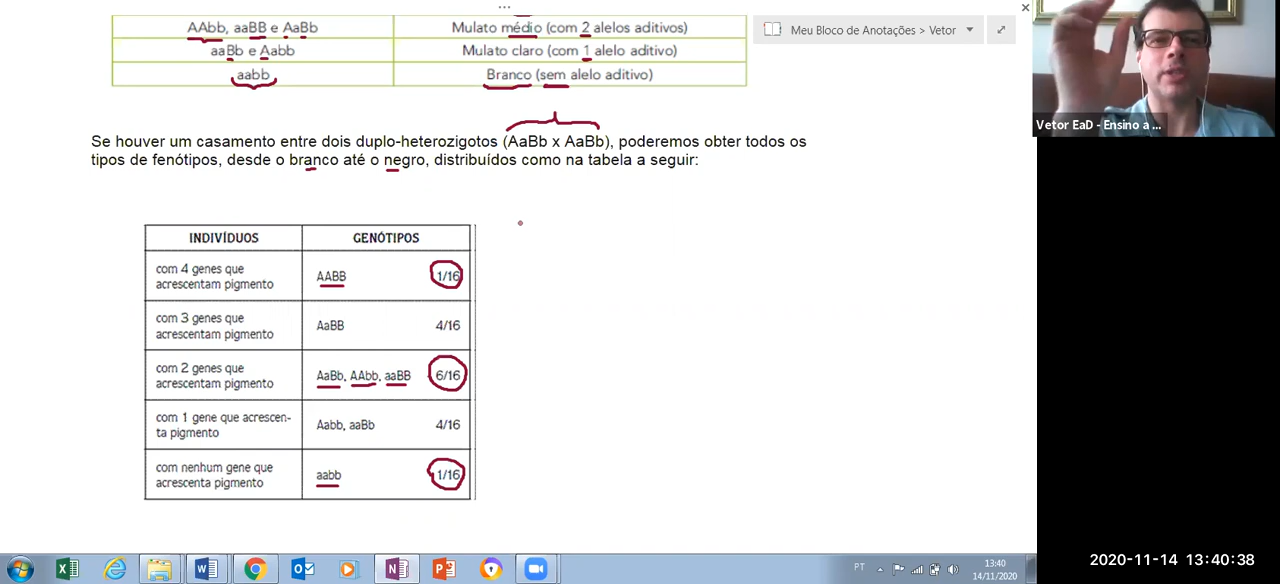 AAbb, aaBB e AaBb Mulato médio (com 2 alelos aditivos)
aaBb e Aabb Mulato claro (com 1 alelo aditivo)
aabb Branco (sem alelo aditivo)
Meu Bloco de Anotações > Vetor
Vetor EaD - Ensino a ...
Se houver um casamento entre dois duplo-heterozigotos (AaBb x AaBb), poderemos obter todos os
tipos de fenótipos, desde o branco até o negro, distribuídos como na tabela a seguir:
INDIVÍDUOS GENÓTIPOS
com 4 genes que
acrescentam pigmento
AABB 1/16
com 3 genes que
acrescentam pigmento
AaBB 4/16
com 2 genes que
acrescentam pigmento
AaBb, AAbb, aaBB 6/16
com 1 gene que acrescen-
ta pigmento
Aabb, aaBb 4/16
com nenhum gene que
acrescenta pigmento
aabb 1/16
PT
13:40
14/11/2020
2020-11-14 13:40:38